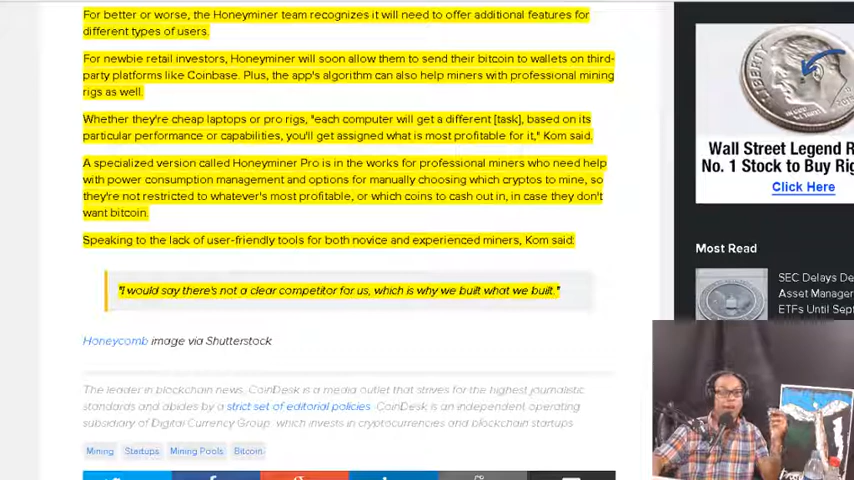 For better or worse, the Honeyminer team recognizes it will need to offer additional features for
different types of users.
For newbie retail investors, Honeyminer will soon allow them to send their bitcoin to wallets on third-
party platforms like Coinbase. Plus, the app's algorithm can also help miners with professional mining
rigs as well.
Whether they're cheap laptops or pro rigs, "each computer will get a different [task], based on its
particular performance or capabilities, you'll get assigned what is most profitable for it," Kom said.
A specialized version called Honeyminer Pro is in the works for professional miners who need help
with power consumption management and options for manually choosing which cryptos to mine, so
they're not restricted to whatever's most profitable, or which coins to cash out in, in case they don't
want bitcoin.
Speaking to the lack of user-friendly tools for both novice and experienced miners, Kom said:
"I would say there's not a clear competitor for us, which is why we built what we built."
Honeycomb image via Shutterstock
The leader in blockchain news, CoinDesk is a media outlet that strives for the highest journalistic
standards and abides by a strict set of editorial policies. CoinDesk is an independent operating
subsidiary of Digital Currency Group, which invests in cryptocurrencies and blockchain startups
Mining Startups Mining Pools Bitcoin
LIBERTY
Wall Street Legend R
No. 1 Stock to Buy Rig
Click Here
Most Read
SEC Delays De
Asset Manager
ETFs Until Sep